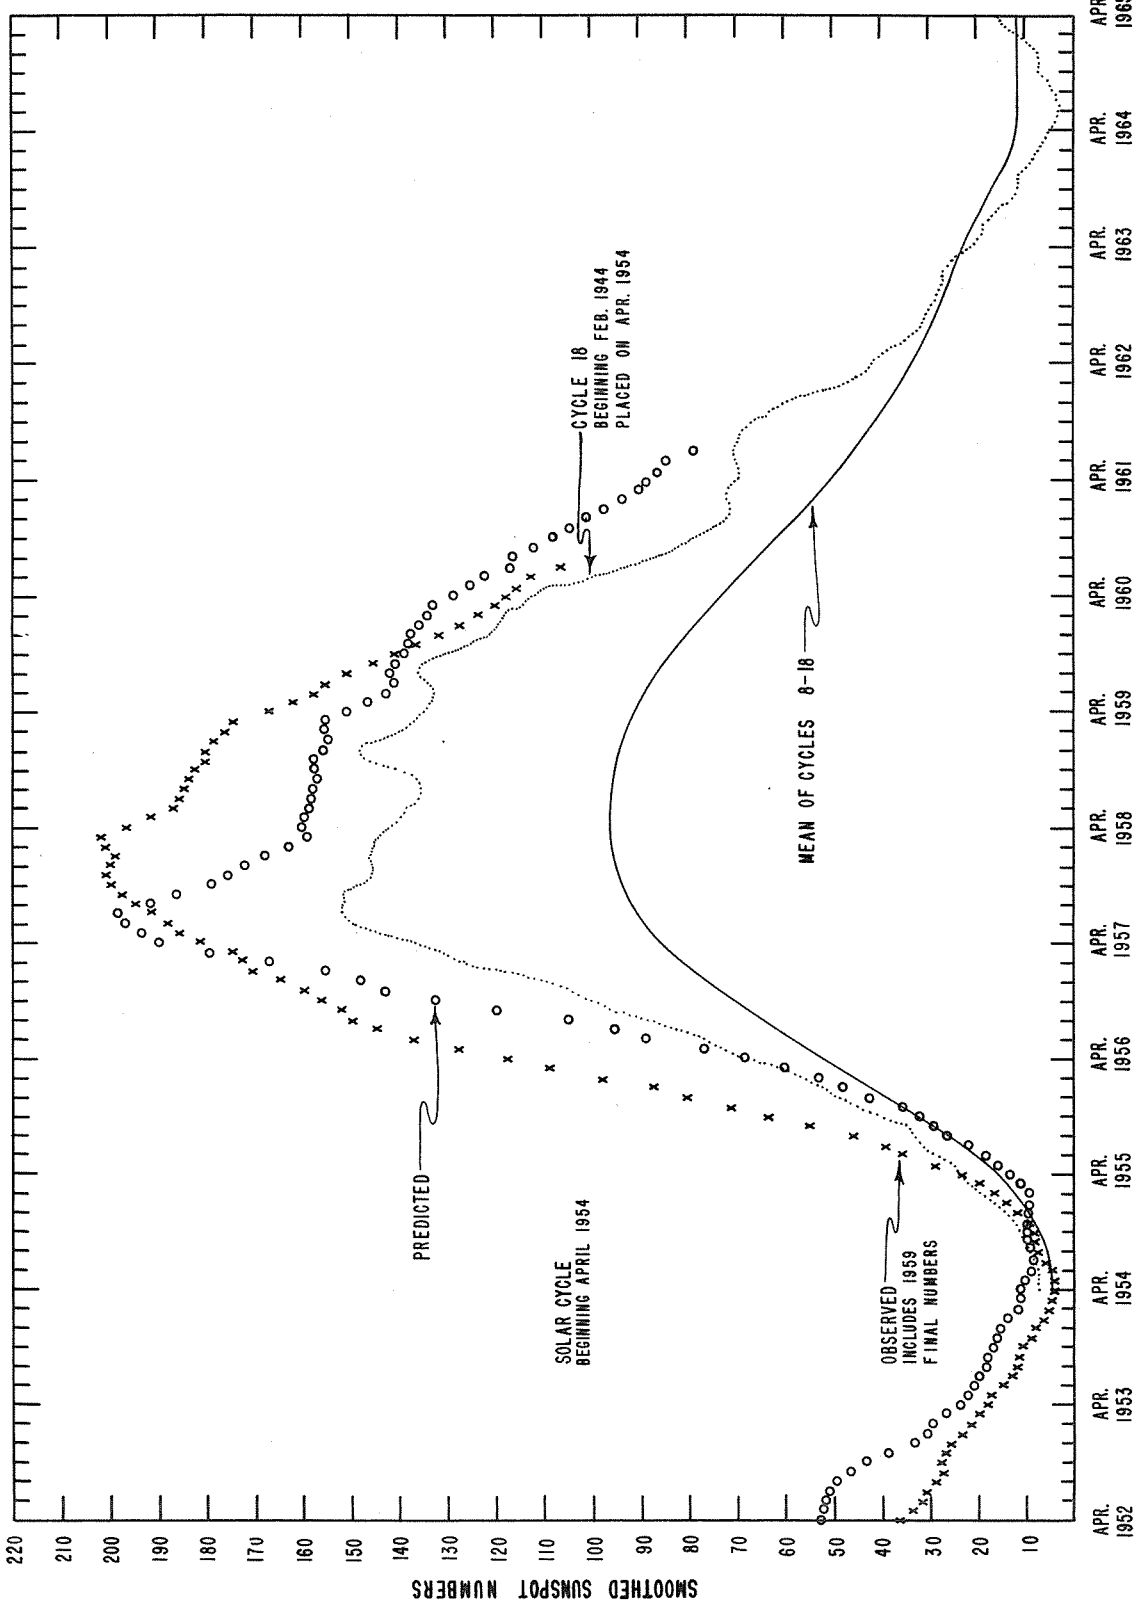 SMOOTHED SUNSPOT NUMBERS
220
210
200
190
180
170
160
150
140
130
120
110
100
90
80
70
60
50
40
30
20
10
PREDICTED
SOLAR CYCLE
BEGINNING APRIL 1954
OBSERVED
INCLUDES 1959
FINAL NUMBERS
CYCLE 18
BEGINNING FEB. 1944
PLACED ON APR. 1954
MEAN OF CYCLES 8-18
APR.
1952
APR.
1953
APR.
1954
APR.
1955
APR.
1956
APR.
1957
APR.
1958
APR.
1959
APR.
1960
APR.
1961
APR.
1962
APR.
1963
APR.
1964
APR.
1965